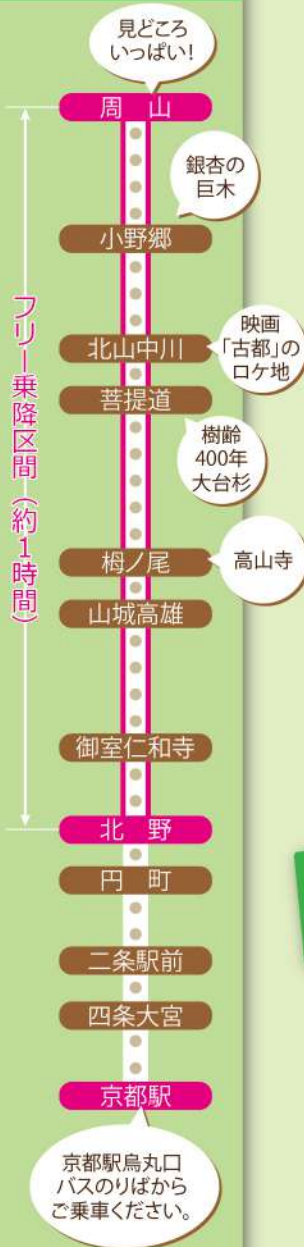 見どころ
いっぱい!
周山
銀杏の
巨木
小野郷
フリー乗降区間(約1時間)
北山中川
映画
「古都」の
ロケ地
菩提道
樹齢
400年
大台杉
栂ノ尾
高山寺
山城高雄
御室仁和寺
北野
円町
二条駅前
四条大宮
京都駅
京都駅烏丸口
バスのりばから
ご乗車ください。